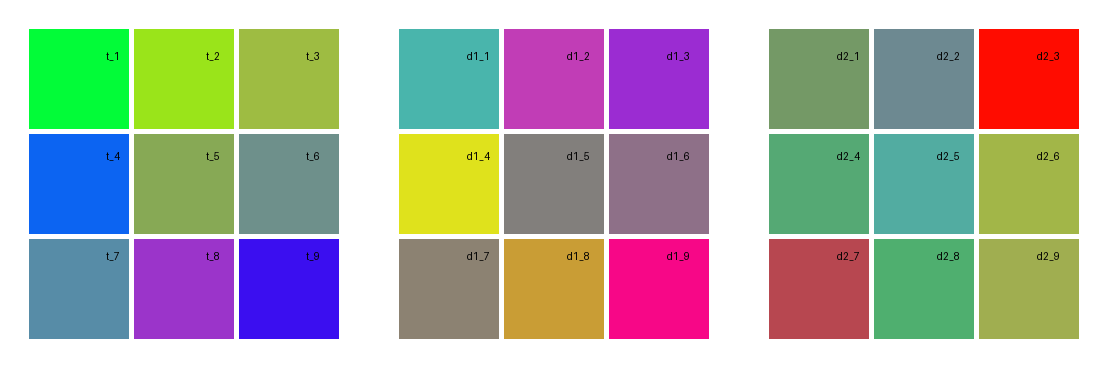 t_1 t_2 t_3 d1_1 d1_2 d1_3 d2_1 d2_2 d2_3
t_4 t_5 t_6 d1_4 d1_5 d1_6 d2_4 d2_5 d2_6
t_7 t_8 t_9 d1_7 d1_8 d1_9 d2_7 d2_8 d2_9